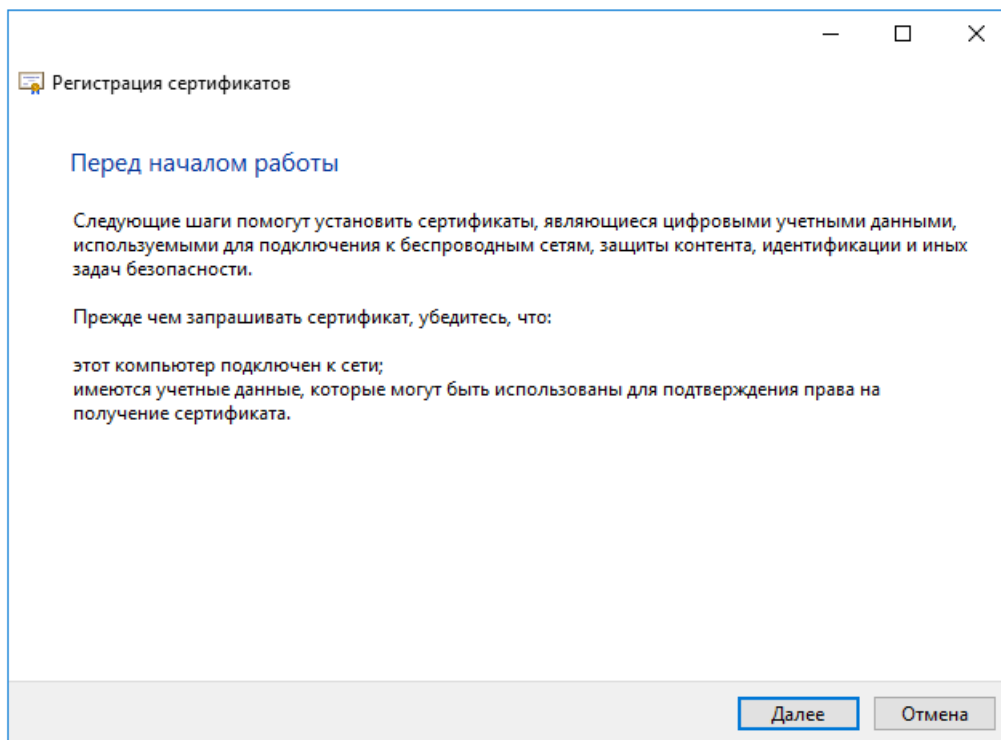 Регистрация сертификатов
Перед началом работы
Следующие шаги помогут установить сертификаты, являющиеся цифровыми учетными данными,
используемыми для подключения к беспроводным сетям, защиты контента, идентификации и иных
задач безопасности.
Прежде чем запрашивать сертификат, убедитесь, что:
этот компьютер подключен к сети;
имеются учетные данные, которые могут быть использованы для подтверждения права на
получение сертификата.
Далее
Отмена